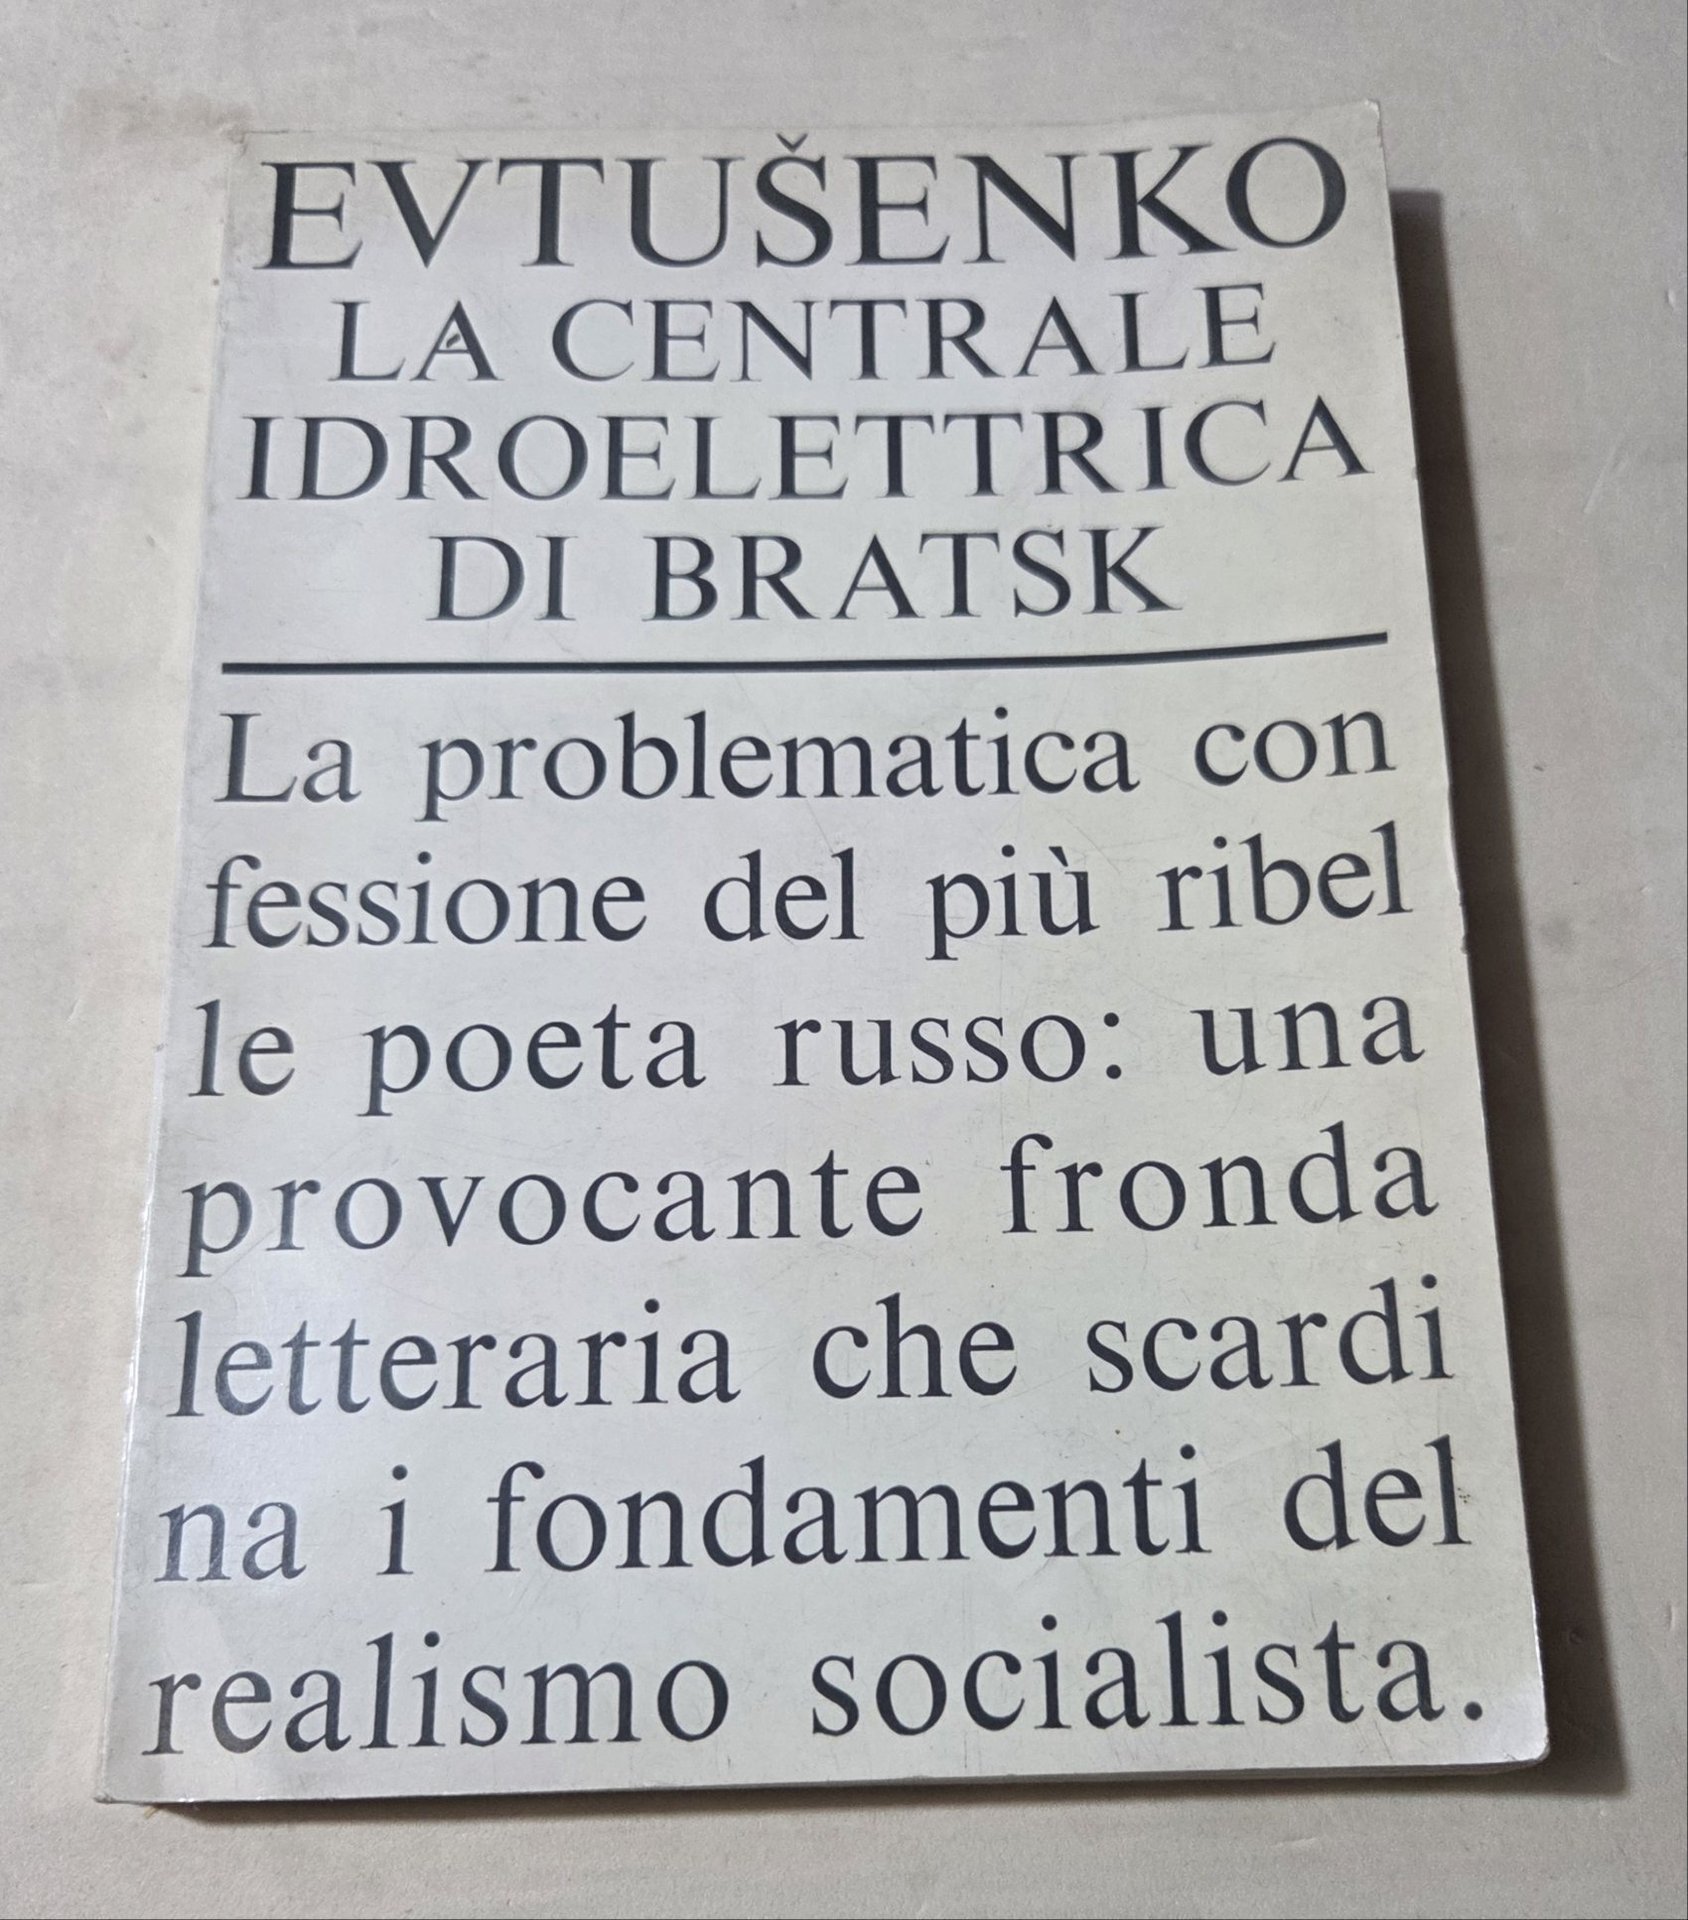 EVTUŠENKO
LA CENTRALE
IDROELETTRICA
DI BRATSK
La problematica con
fessione del più ribel
le poeta russo: una
provocante fronda
letteraria che scardi
na i fondamenti del
realismo socialista.